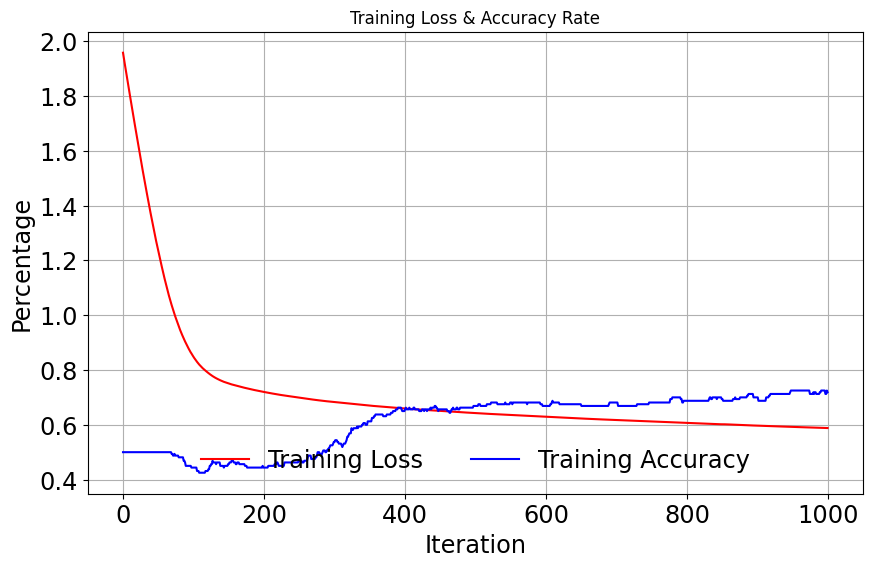 Training Loss & Accuracy Rate
2.0
1.8
1.6
1.4
1.2
1.0
0.8
0.6
0.4
Percentage
Training Loss Training Accuracy
0 200 400 600 800 1000
Iteration